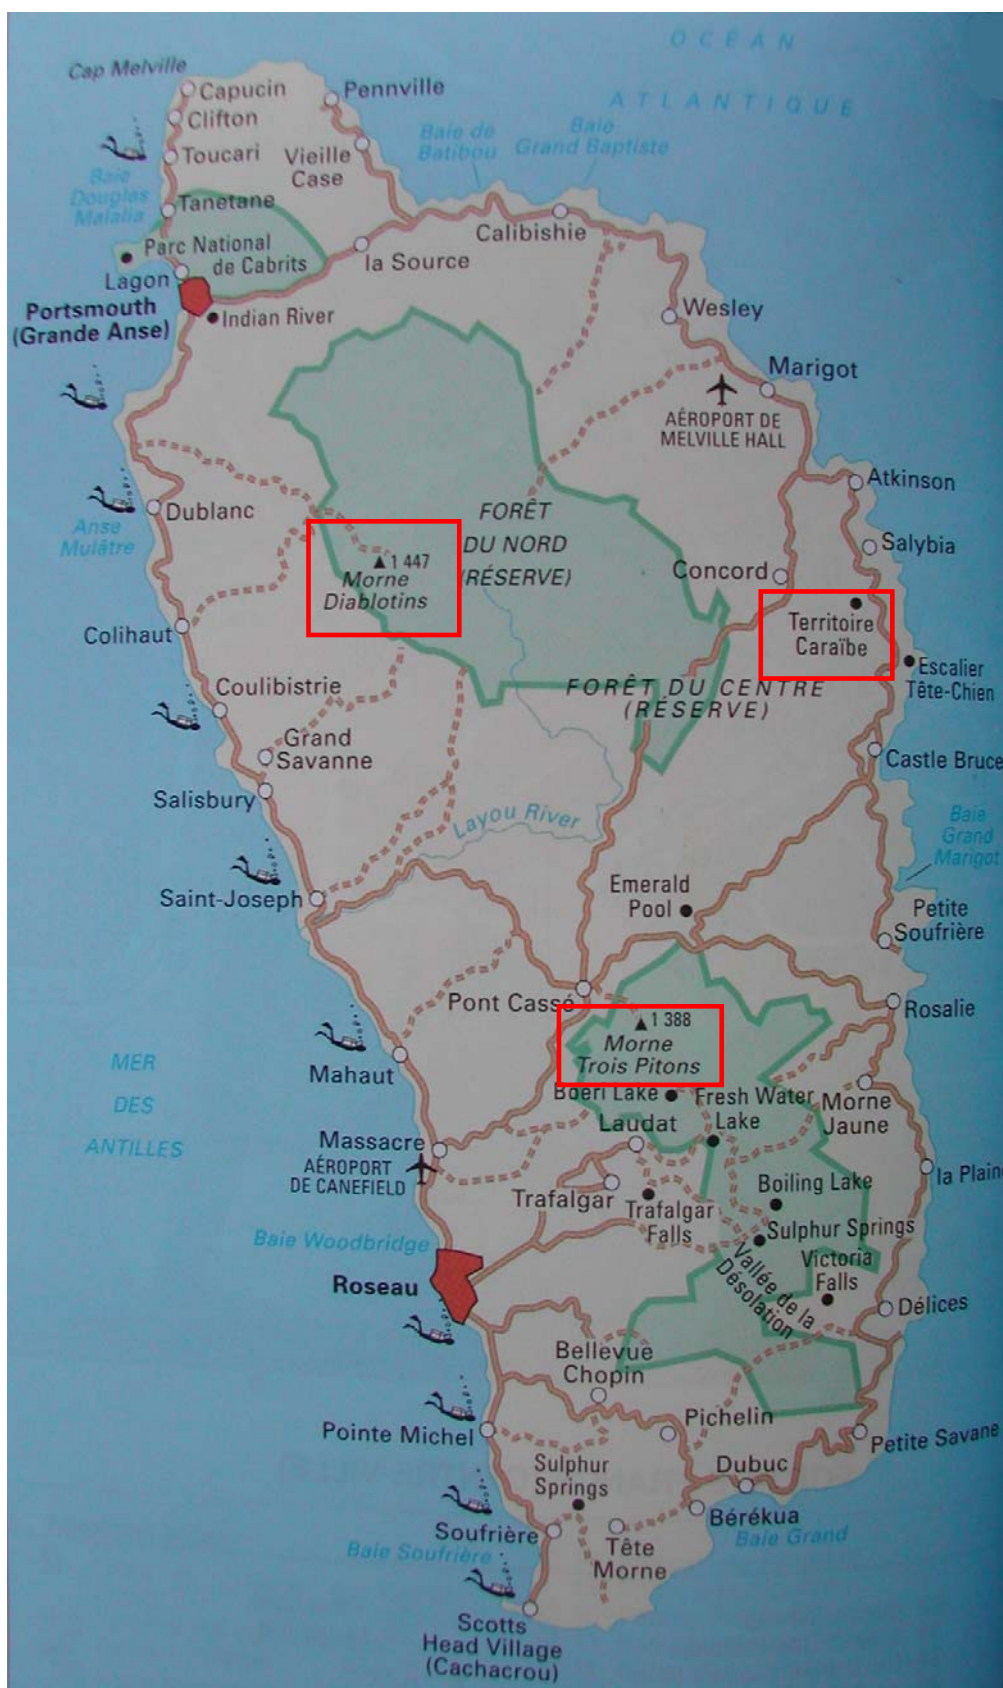 OCÉAN
ATLANTIQUE
Cap Melville
Capucin
Pennville
Clifton
Baie de
Batibou
Baie
Grand Baptiste
Toucari
Vieille
Case
Baie
Douglas
Malalia
Tanetane
Calibishie
Parc National
de Cabrits
la Source
Lagon
Portsmouth
(Grande Anse)
Indian River
Wesley
Marigot
AÉROPORT DE
MELVILLE HALL
Atkinson
Dublanc
Anse
Mulâtre
FORÊT
DU NORD
(RÉSERVE)
Salybia
1 447
Morne
Diablotins
Concord
Territoire
Caraïbe
Colihaut
Escalier
Tête-Chien
Coulibistrie
FORÊT DU CENTRE
(RÉSERVE)
Grand
Savanne
Castle Bruce
Salisbury
Layou River
Baie
Grand
Marigot
Saint-Joseph
Emerald
Pool
Petite
Soufrière
Pont Cassé
Rosalie
1 388
Morne
Trois Pitons
MER
DES
ANTILLES
Mahaut
Boeri Lake
Fresh Water
Lake
Morne
Jaune
Laudat
Massacre
AÉROPORT
DE CANEFIELD
la Plain
Trafalgar
Trafalgar
Falls
Boiling Lake
Sulphur Springs
Baie Woodbridge
Vallée de la
Désolation
Victoria
Falls
Roseau
Délices
Bellevue
Chopin
Pointe Michel
Pichelin
Petite Savane
Sulphur
Springs
Dubuc
Soufrière
Bérékua
Baie Soufrière
Baie Grand
Tête
Morne
Scotts
Head Village
(Cachacrou)